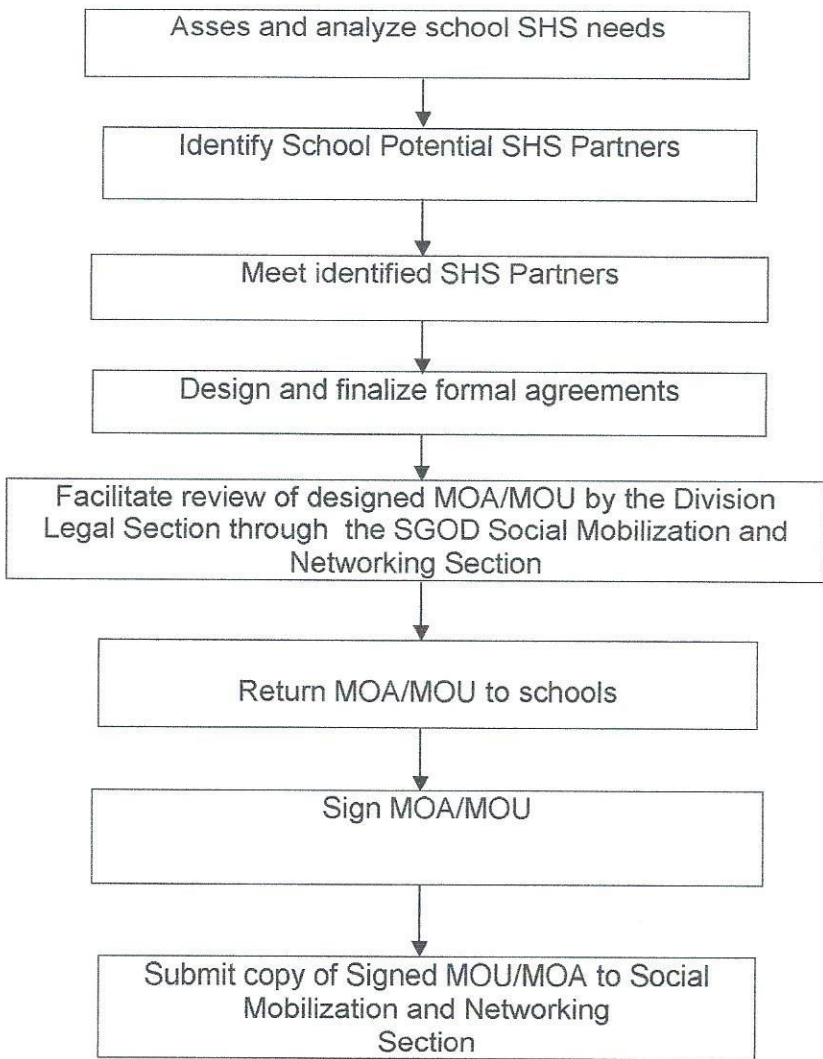 Asses and analyze school SHS needs
Identify School Potential SHS Partners
Meet identified SHS Partners
Design and finalize formal agreements
Facilitate review of designed MOA/MOU by the Division
Legal Section through the SGOD Social Mobilization and
Networking Section
Return MOA/MOU to schools
Sign MOA/MOU
Submit copy of Signed MOU/MOA to Social
Mobilization and Networking
Section